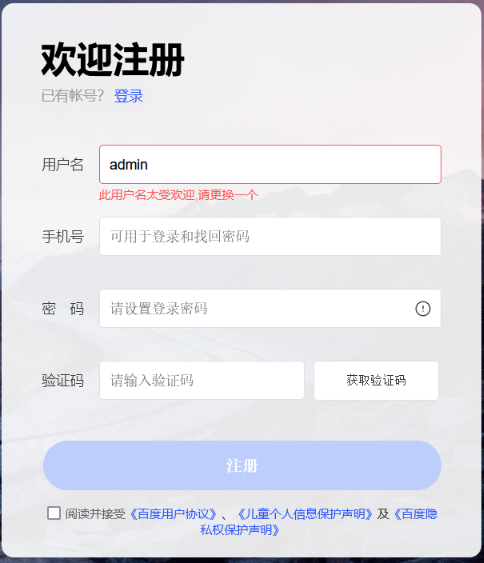 欢迎注册
已有帐号? 登录
用户名 admin
此用户名太受欢迎,请更换一个
手机号 可用于登录和找回密码
密 码 请设置登录密码
验证码 请输入验证码 获取验证码
注册
阅读并接受《百度用户协议》、《儿童个人信息保护声明》及《百度隐
私权保护声明》